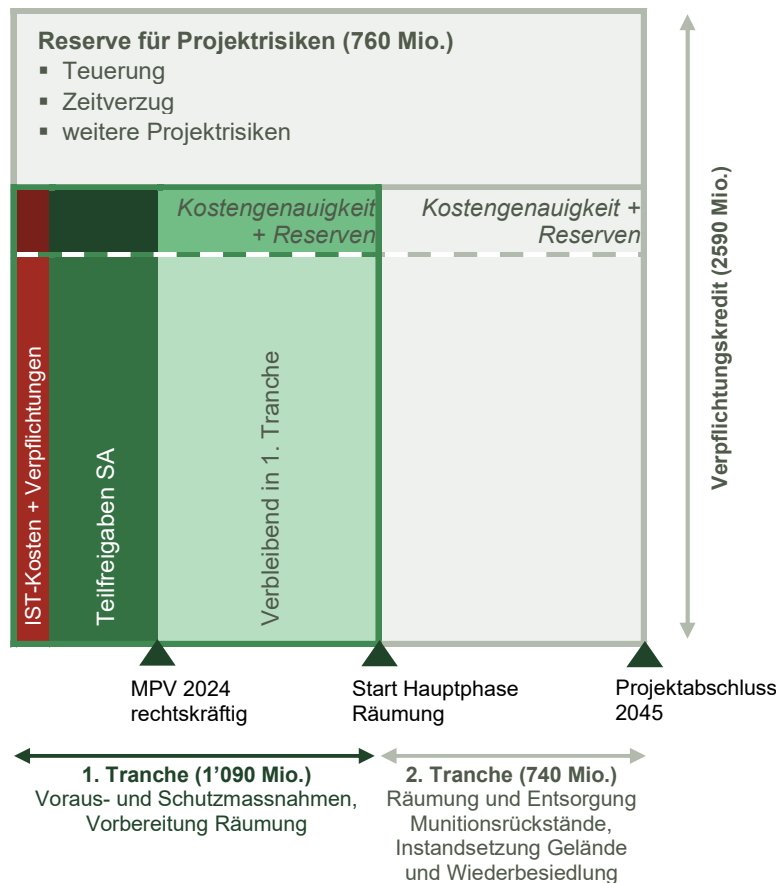 Reserve für Projektrisiken (760 Mio.)
▪ Teuerung
▪ Zeitverzug
▪ weitere Projektrisiken
Kostengenauigkeit
+ Reserven
Kostengenauigkeit +
Reserven
IST-Kosten + Verpflichtungen
Teilfreigaben SA
Verbleibend in 1. Tranche
Verpflichtungskredit (2590 Mio.)
MPV 2024
rechtskräftig
Start Hauptphase
Räumung
Projektabschluss
2045
1. Tranche (1’090 Mio.)
Voraus- und Schutzmassnahmen,
Vorbereitung Räumung
2. Tranche (740 Mio.)
Räumung und Entsorgung
Munitionsrückstände,
Instandsetzung Gelände
und Wiederbesiedlung